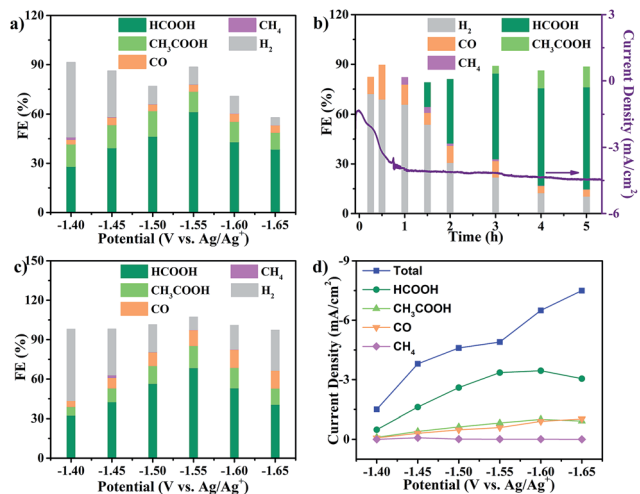 a)
HCOOH
CH₄
CH₃COOH
H₂
CO
120
90
60
30
0
FE (%)
-1.40 -1.45 -1.50 -1.55 -1.60 -1.65
Potential (V vs. Ag/Ag⁺)
b)
H₂
HCOOH
CO
CH₃COOH
CH₄
120
90
60
30
0
FE (%)
3
0
-3
-6
Current Density (mA/cm²)
0 1 2 3 4 5
Time (h)
c)
HCOOH
CH₄
CH₃COOH
H₂
CO
150
120
90
60
30
0
FE (%)
-1.40 -1.45 -1.50 -1.55 -1.60 -1.65
Potential (V vs. Ag/Ag⁺)
d)
Total
HCOOH
CH₃COOH
CO
CH₄
-9
-6
-3
0
Current Density (mA/cm²)
-1.40 -1.45 -1.50 -1.55 -1.60 -1.65
Potential (V vs. Ag/Ag⁺)